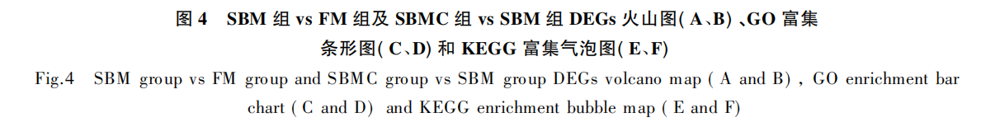 图 4 SBM 组 vs FM 组及 SBMC 组 vs SBM 组 DEGs 火山图( A、B) 、GO 富集
条形图( C、D) 和 KEGG 富集气泡图( E、F)
Fig.4 SBM group vs FM group and SBMC group vs SBM group DEGs volcano map ( A and B) , GO enrichment bar
chart ( C and D) and KEGG enrichment bubble map ( E and F)